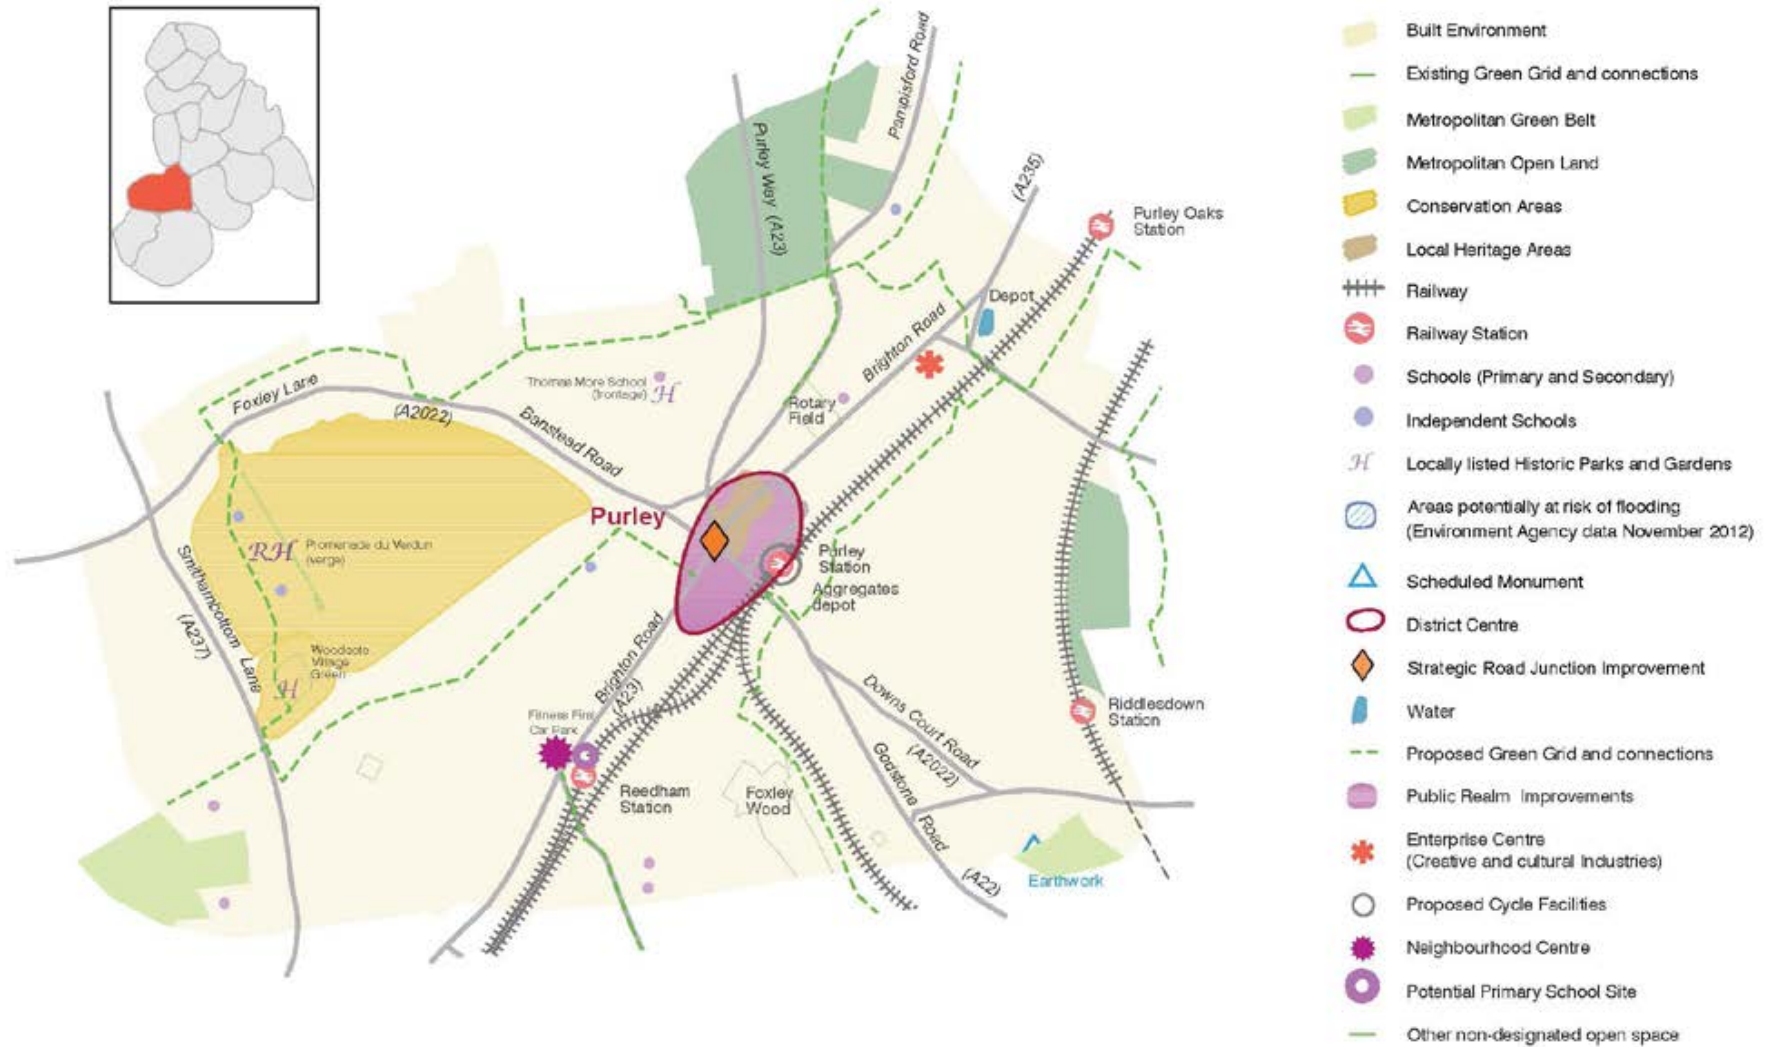 Pampisford Road
Purley Way (A23)
(A235)
Purley Oaks
Station
Depot
Brighton Road
Foxley Lane
(A2022)
Banstead Road
Thomas More School
(frontage)
H
Rotary
Field
Purley
RH
Promenade du Verdun
(verge)
Purley
Station
Aggregates
depot
Smithambottom Lane
(A237)
Woodcote
Village
Green
H
Brighton Road
(A23)
Fitness First
Car Park
Reedham
Station
Foxley
Wood
Downs Court Road
(A2022)
Godstone Road
(A22)
Riddlesdown
Station
Earthwork
Built Environment
Existing Green Grid and connections
Metropolitan Green Belt
Metropolitan Open Land
Conservation Areas
Local Heritage Areas
Railway
Railway Station
Schools (Primary and Secondary)
Independent Schools
H
Locally listed Historic Parks and Gardens
Areas potentially at risk of flooding
(Environment Agency data November 2012)
Scheduled Monument
District Centre
Strategic Road Junction Improvement
Water
Proposed Green Grid and connections
Public Realm Improvements
Enterprise Centre
(Creative and cultural Industries)
Proposed Cycle Facilities
Neighbourhood Centre
Potential Primary School Site
Other non-designated open space